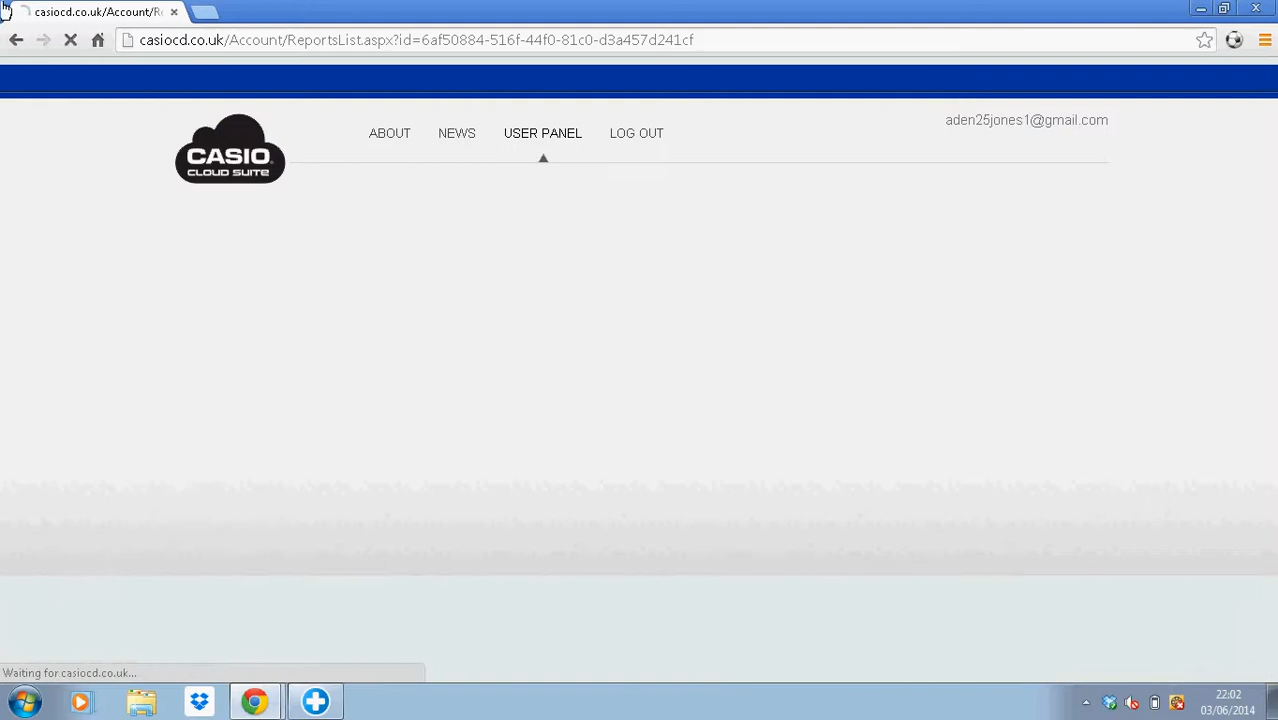 casiocd.co.uk/Account/Re
casiocd.co.uk/Account/ReportsList.aspx?id=6af50884-516f-44f0-81c0-d3a457d241cf
CASIO
CLOUD SUITE
ABOUT
NEWS
USER PANEL
LOG OUT
aden25jones1@gmail.com
Waiting for casiocd.co.uk...
22:02
03/06/2014